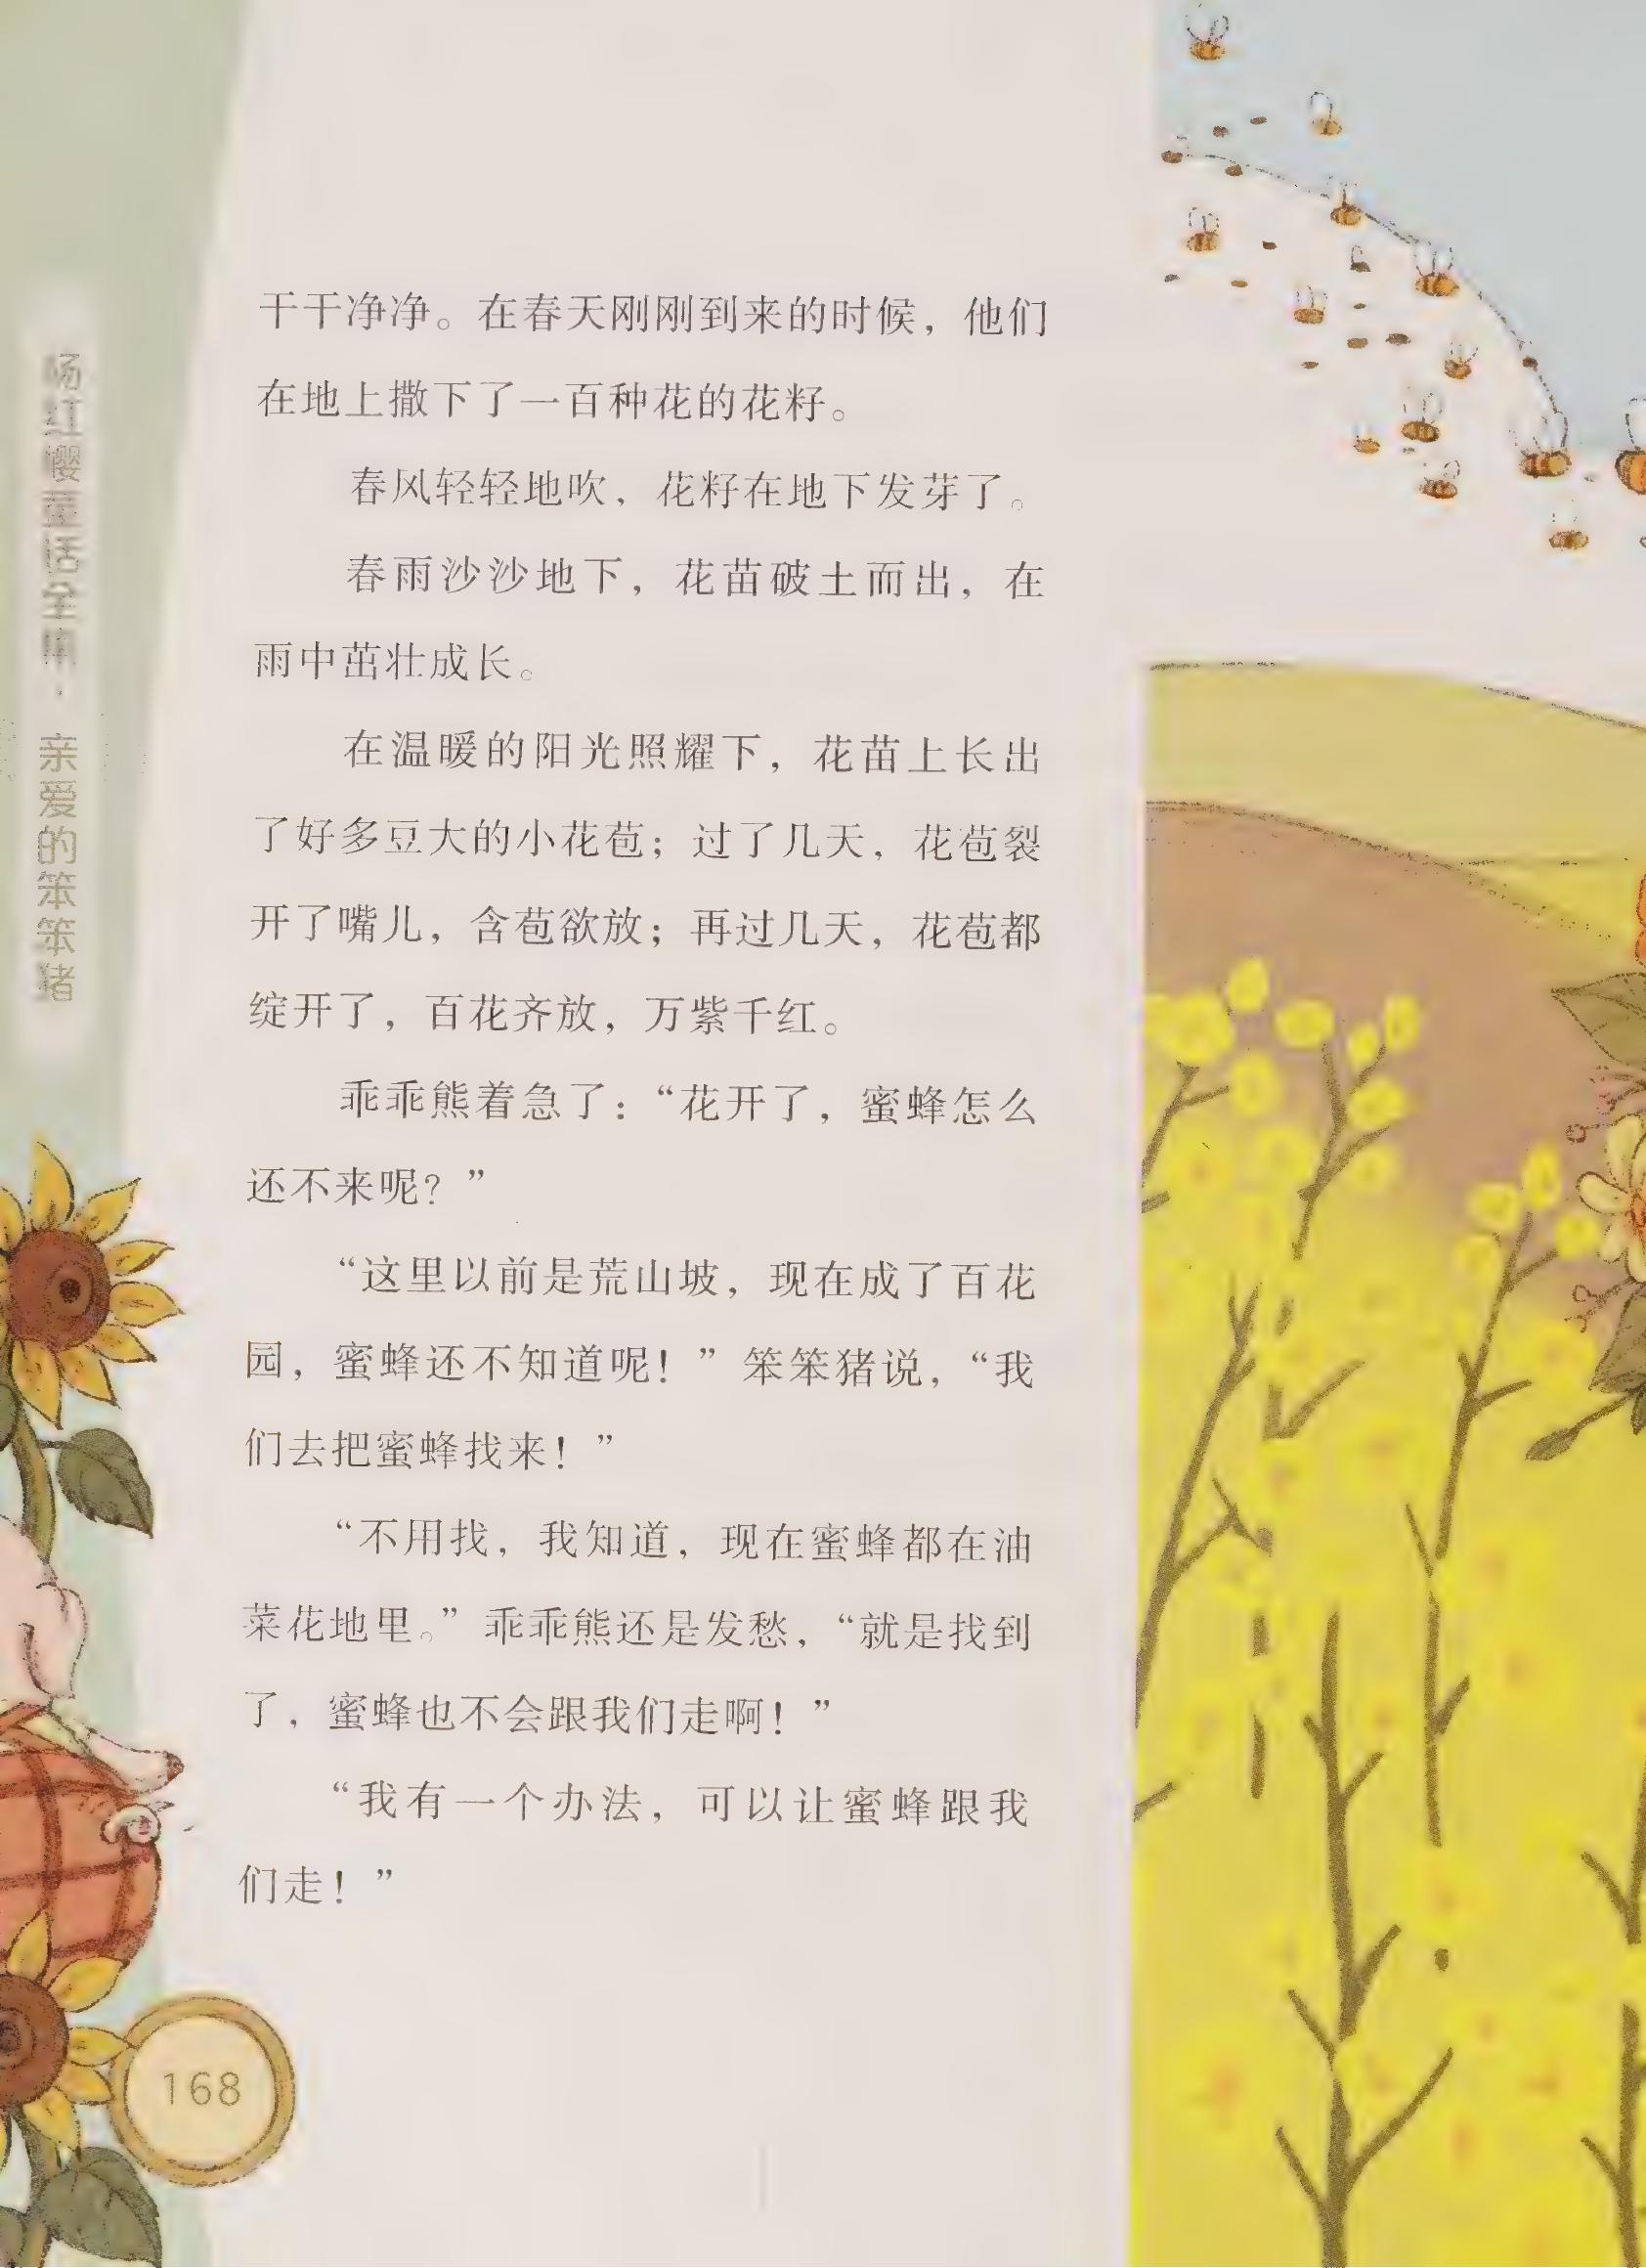 杨红樱童话全集·亲爱的笨笨猪
干干净净。在春天刚刚到来的时候，他们
在地上撒下了一百种花的花籽。
春风轻轻地吹，花籽在地下发芽了。
春雨沙沙地下，花苗破土而出，在
雨中茁壮成长。
在温暖的阳光照耀下，花苗上长出
了好多豆大的小花苞；过了几天，花苞裂
开了嘴儿，含苞欲放；再过几天，花苞都
绽开了，百花齐放，万紫千红。
乖乖熊着急了：“花开了，蜜蜂怎么
还不来呢？”
“这里以前是荒山坡，现在成了百花
园，蜜蜂还不知道呢！”笨笨猪说，“我
们去把蜜蜂找来！”
“不用找，我知道，现在蜜蜂都在油
菜花地里。”乖乖熊还是发愁，“就是找到
了，蜜蜂也不会跟我们走啊！”
“我有一个办法，可以让蜜蜂跟我
们走！”
168